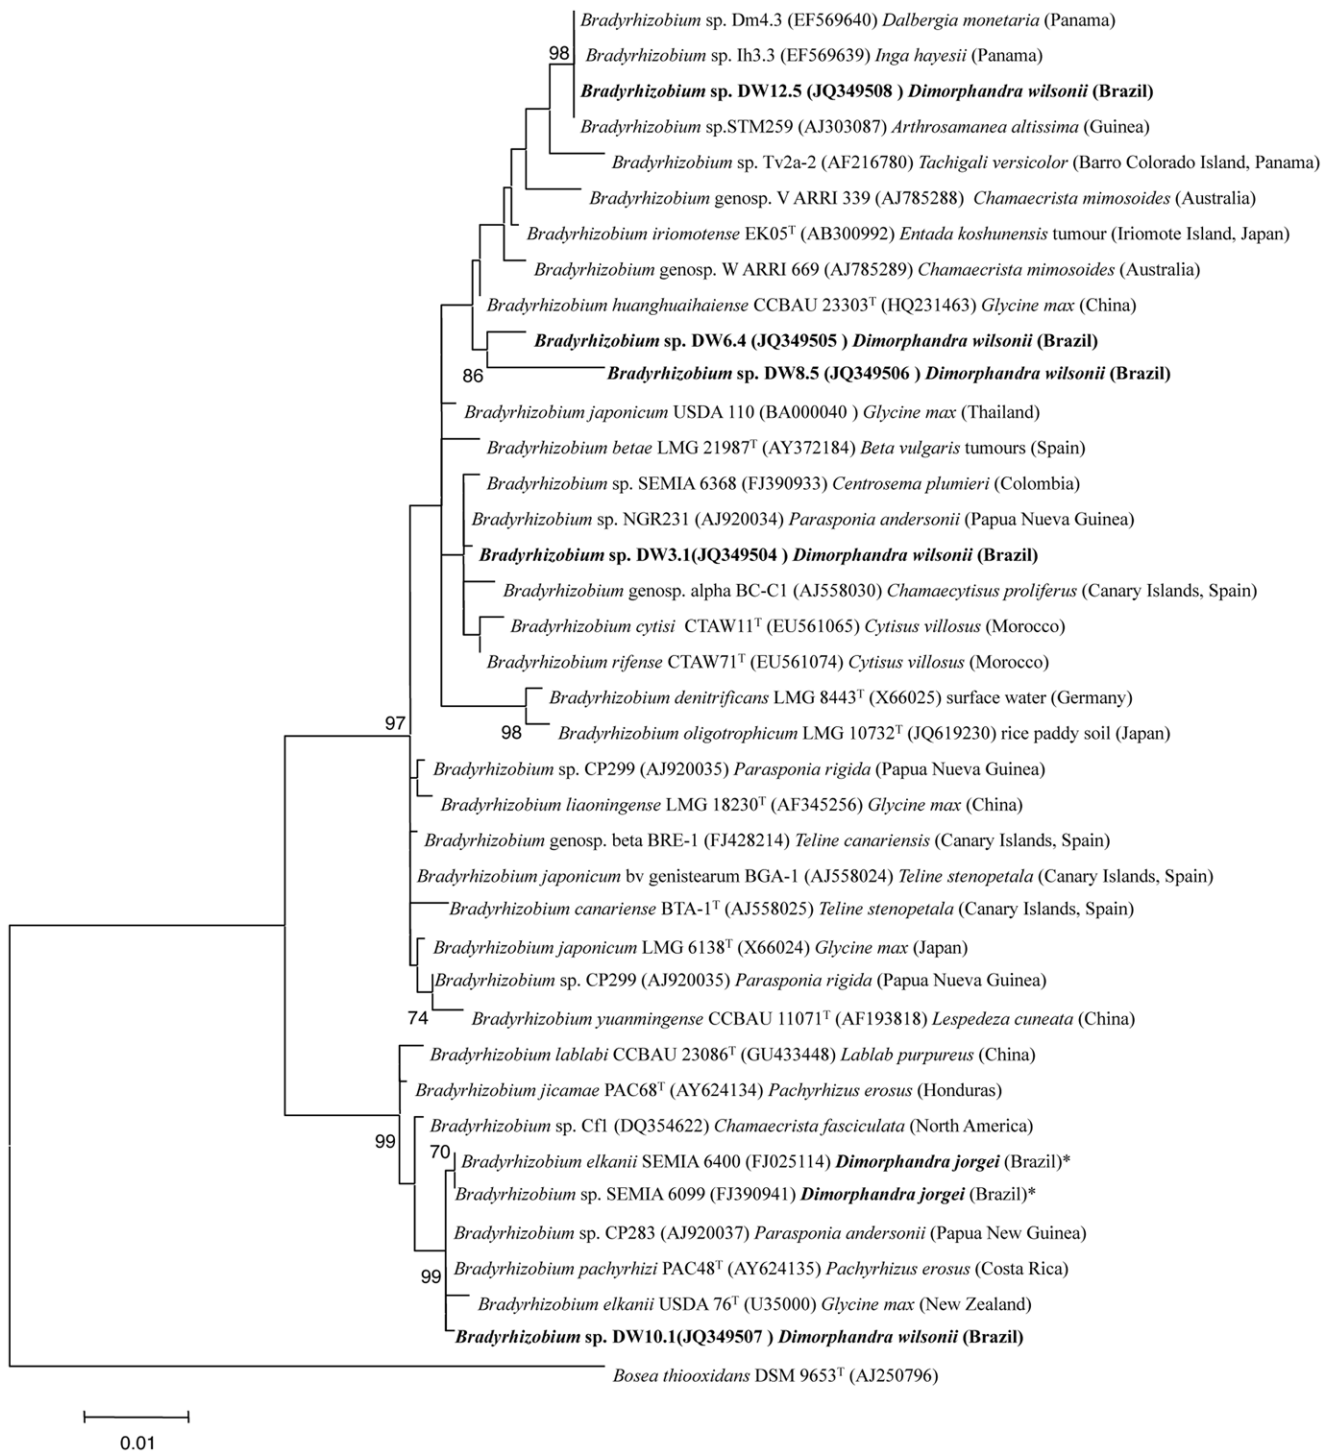 Bradyrhizobium sp. Dm4.3 (EF569640) Dalbergia monetaria (Panama)
98
Bradyrhizobium sp. Ih3.3 (EF569639) Inga hayesii (Panama)
Bradyrhizobium sp. DW12.5 (JQ349508 ) Dimorphandra wilsonii (Brazil)
Bradyrhizobium sp.STM259 (AJ303087) Arthrosamanea altissima (Guinea)
Bradyrhizobium sp. Tv2a-2 (AF216780) Tachigali versicolor (Barro Colorado Island, Panama)
Bradyrhizobium genosp. V ARRI 339 (AJ785288) Chamaecrista mimosoides (Australia)
Bradyrhizobium iriomotense EK05ᵀ (AB300992) Entada koshunensis tumour (Iriomote Island, Japan)
Bradyrhizobium genosp. W ARRI 669 (AJ785289) Chamaecrista mimosoides (Australia)
Bradyrhizobium huanghuaihaiense CCBAU 23303ᵀ (HQ231463) Glycine max (China)
Bradyrhizobium sp. DW6.4 (JQ349505 ) Dimorphandra wilsonii (Brazil)
86
Bradyrhizobium sp. DW8.5 (JQ349506 ) Dimorphandra wilsonii (Brazil)
Bradyrhizobium japonicum USDA 110 (BA000040 ) Glycine max (Thailand)
Bradyrhizobium betae LMG 21987ᵀ (AY372184) Beta vulgaris tumours (Spain)
Bradyrhizobium sp. SEMIA 6368 (FJ390933) Centrosema plumieri (Colombia)
Bradyrhizobium sp. NGR231 (AJ920034) Parasponia andersonii (Papua Nueva Guinea)
Bradyrhizobium sp. DW3.1(JQ349504 ) Dimorphandra wilsonii (Brazil)
Bradyrhizobium genosp. alpha BC-C1 (AJ558030) Chamaecytisus proliferus (Canary Islands, Spain)
Bradyrhizobium cytisi CTAW11ᵀ (EU561065) Cytisus villosus (Morocco)
Bradyrhizobium rifense CTAW71ᵀ (EU561074) Cytisus villosus (Morocco)
Bradyrhizobium denitrificans LMG 8443ᵀ (X66025) surface water (Germany)
97
98
Bradyrhizobium oligotrophicum LMG 10732ᵀ (JQ619230) rice paddy soil (Japan)
Bradyrhizobium sp. CP299 (AJ920035) Parasponia rigida (Papua Nueva Guinea)
Bradyrhizobium liaoningense LMG 18230ᵀ (AF345256) Glycine max (China)
Bradyrhizobium genosp. beta BRE-1 (FJ428214) Teline canariensis (Canary Islands, Spain)
Bradyrhizobium japonicum bv genistearum BGA-1 (AJ558024) Teline stenopetala (Canary Islands, Spain)
Bradyrhizobium canariense BTA-1ᵀ (AJ558025) Teline stenopetala (Canary Islands, Spain)
Bradyrhizobium japonicum LMG 6138ᵀ (X66024) Glycine max (Japan)
Bradyrhizobium sp. CP299 (AJ920035) Parasponia rigida (Papua Nueva Guinea)
74
Bradyrhizobium yuanmingense CCBAU 11071ᵀ (AF193818) Lespedeza cuneata (China)
Bradyrhizobium lablabi CCBAU 23086ᵀ (GU433448) Lablab purpureus (China)
Bradyrhizobium jicamae PAC68ᵀ (AY624134) Pachyrhizus erosus (Honduras)
Bradyrhizobium sp. Cf1 (DQ354622) Chamaecrista fasciculata (North America)
99
70
Bradyrhizobium elkanii SEMIA 6400 (FJ025114) Dimorphandra jorgei (Brazil)*
Bradyrhizobium sp. SEMIA 6099 (FJ390941) Dimorphandra jorgei (Brazil)*
Bradyrhizobium sp. CP283 (AJ920037) Parasponia andersonii (Papua New Guinea)
Bradyrhizobium pachyrhizi PAC48ᵀ (AY624135) Pachyrhizus erosus (Costa Rica)
99
Bradyrhizobium elkanii USDA 76ᵀ (U35000) Glycine max (New Zealand)
Bradyrhizobium sp. DW10.1(JQ349507 ) Dimorphandra wilsonii (Brazil)
Bosea thiooxidans DSM 9653ᵀ (AJ250796)
0.01